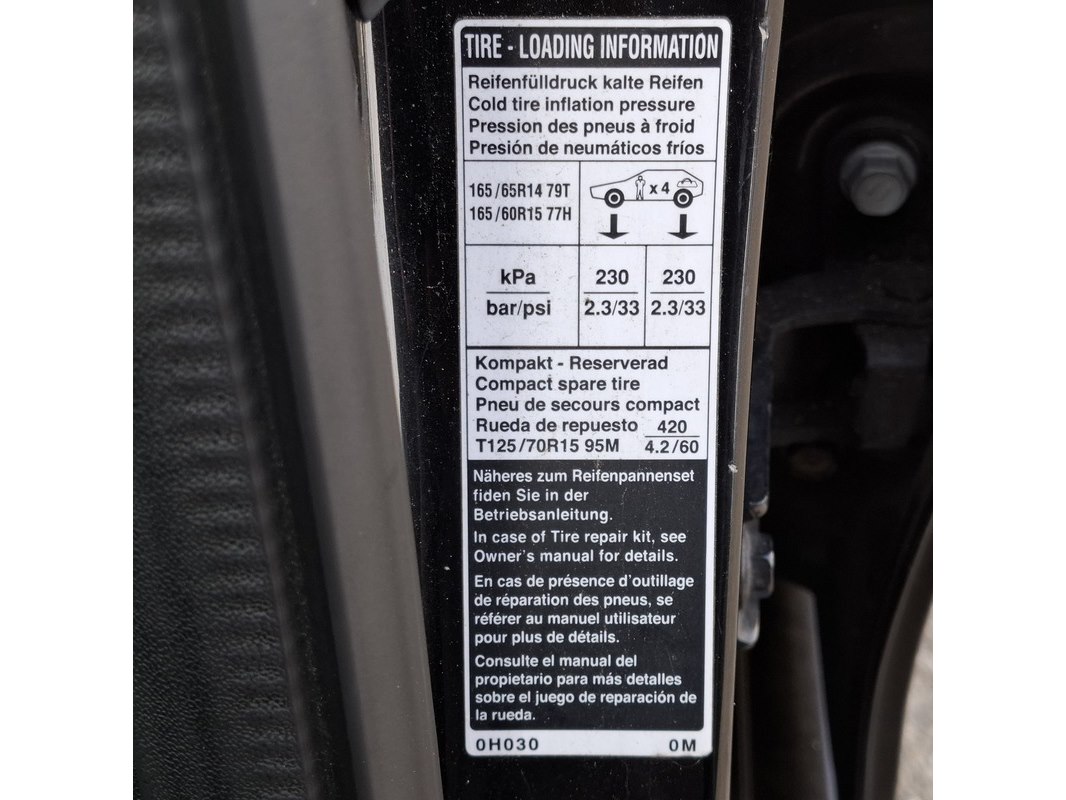 TIRE - LOADING INFORMATION
Reifenfülldruck kalte Reifen
Cold tire inflation pressure
Pression des pneus à froid
Presión de neumáticos fríos
165/65R14 79T
165/60R15 77H
x 4
kPa 230 230
bar/psi 2.3/33 2.3/33
Kompakt - Reserverad
Compact spare tire
Pneu de secours compact
Rueda de repuesto 420
T125/70R15 95M 4.2/60
Näheres zum Reifenpannenset
fiden Sie in der
Betriebsanleitung.
In case of Tire repair kit, see
Owner's manual for details.
En cas de présence d'outillage
de réparation des pneus, se
référer au manuel utilisateur
pour plus de détails.
Consulte el manual del
propietario para más detalles
sobre el juego de reparación de
la rueda.
0H030 0M